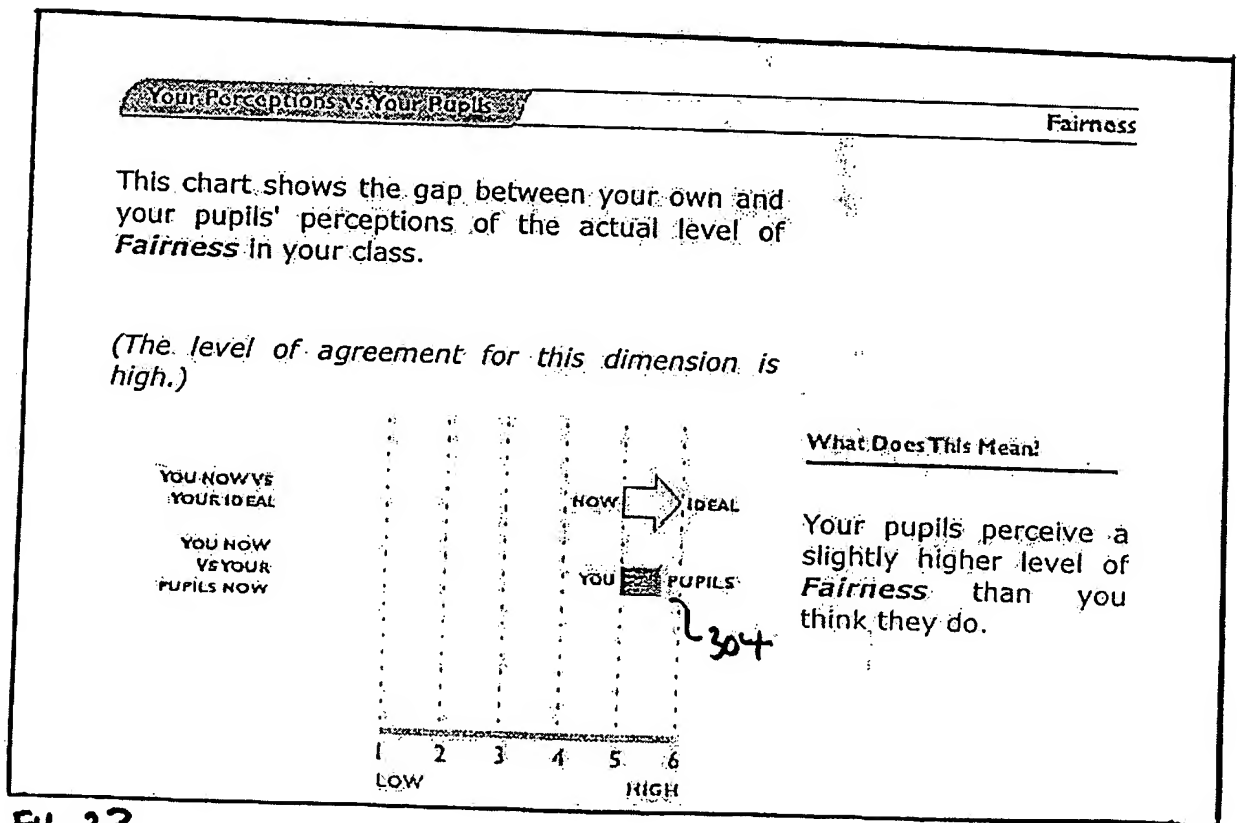 Your Perceptions vs. Your Pupils
Fairness
This chart shows the gap between your own and
your pupils' perceptions of the actual level of
Fairness in your class.
(The level of agreement for this dimension is
high.)
What Does This Mean?
YOU NOW VS
YOUR IDEAL
NOW
IDEAL
YOU NOW
VS YOUR
PUPILS NOW
YOU
PUPILS
304
Your pupils perceive a
slightly higher level of
Fairness than you
think they do.
1 2 3 4 5 6
LOW HIGH